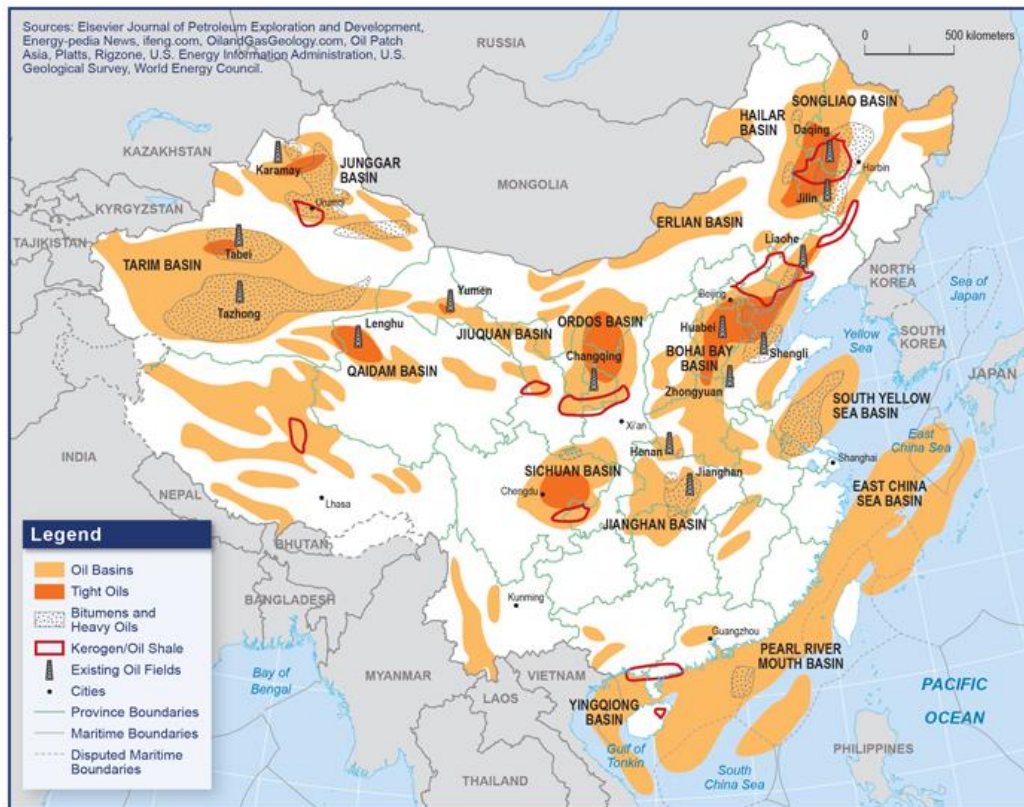 Sources: Elsevier Journal of Petroleum Exploration and Development,
Energy-pedia News, ifeng.com, OilandGasGeology.com, Oil Patch
Asia, Platts, Rigzone, U.S. Energy Information Administration, U.S.
Geological Survey, World Energy Council.
500 kilometers
RUSSIA
SONGLIAO BASIN
HAILAR
BASIN
Daqing
Harbin
Jilin
KAZAKHSTAN
Karamay
JUNGGAR
BASIN
Urumqi
MONGOLIA
KYRGYZSTAN
TAJIKISTAN
ERLIAN BASIN
Liaohe
Tabei
TARIM BASIN
Tazhong
Yumen
Beijing
NORTH
KOREA
Sea of
Japan
Lenghu
JIUQUAN BASIN
ORDOS BASIN
Changqing
Huabei
BOHAI BAY
BASIN
Shengli
Yellow
Sea
SOUTH
KOREA
QAIDAM BASIN
Zhongyuan
JAPAN
SOUTH YELLOW
SEA BASIN
Xi'an
Henan
INDIA
SICHUAN BASIN
Jianghan
Shanghai
East
China Sea
NEPAL
Lhasa
Chengdu
EAST CHINA
SEA BASIN
JIANGHAN BASIN
BHUTAN
BANGLADESH
Kunming
Guangzhou
PEARL RIVER
MOUTH BASIN
Bay of
Bengal
MYANMAR
VIETNAM
LAOS
YINGQIONG
BASIN
PACIFIC
OCEAN
Gulf of
Tonkin
PHILIPPINES
THAILAND
South
China Sea
Legend
Oil Basins
Tight Oils
Bitumens and
Heavy Oils
Kerogen/Oil Shale
Existing Oil Fields
Cities
Province Boundaries
Maritime Boundaries
Disputed Maritime
Boundaries
0